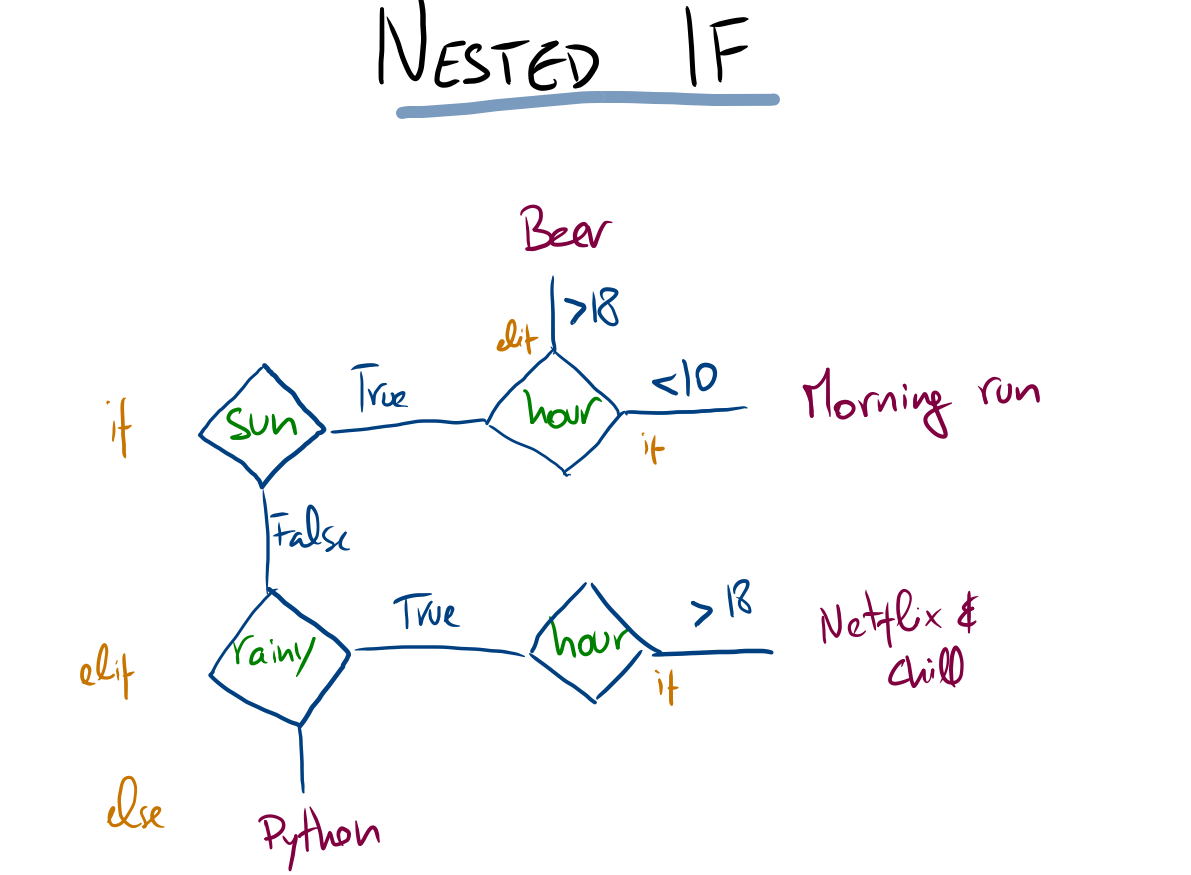 NESTED IF
Beer
>18
elif
if
sun
True
hour
<10
Morning run
if
False
elif
rainy
True
hour
>18
Netflix &
chill
if
else
Python